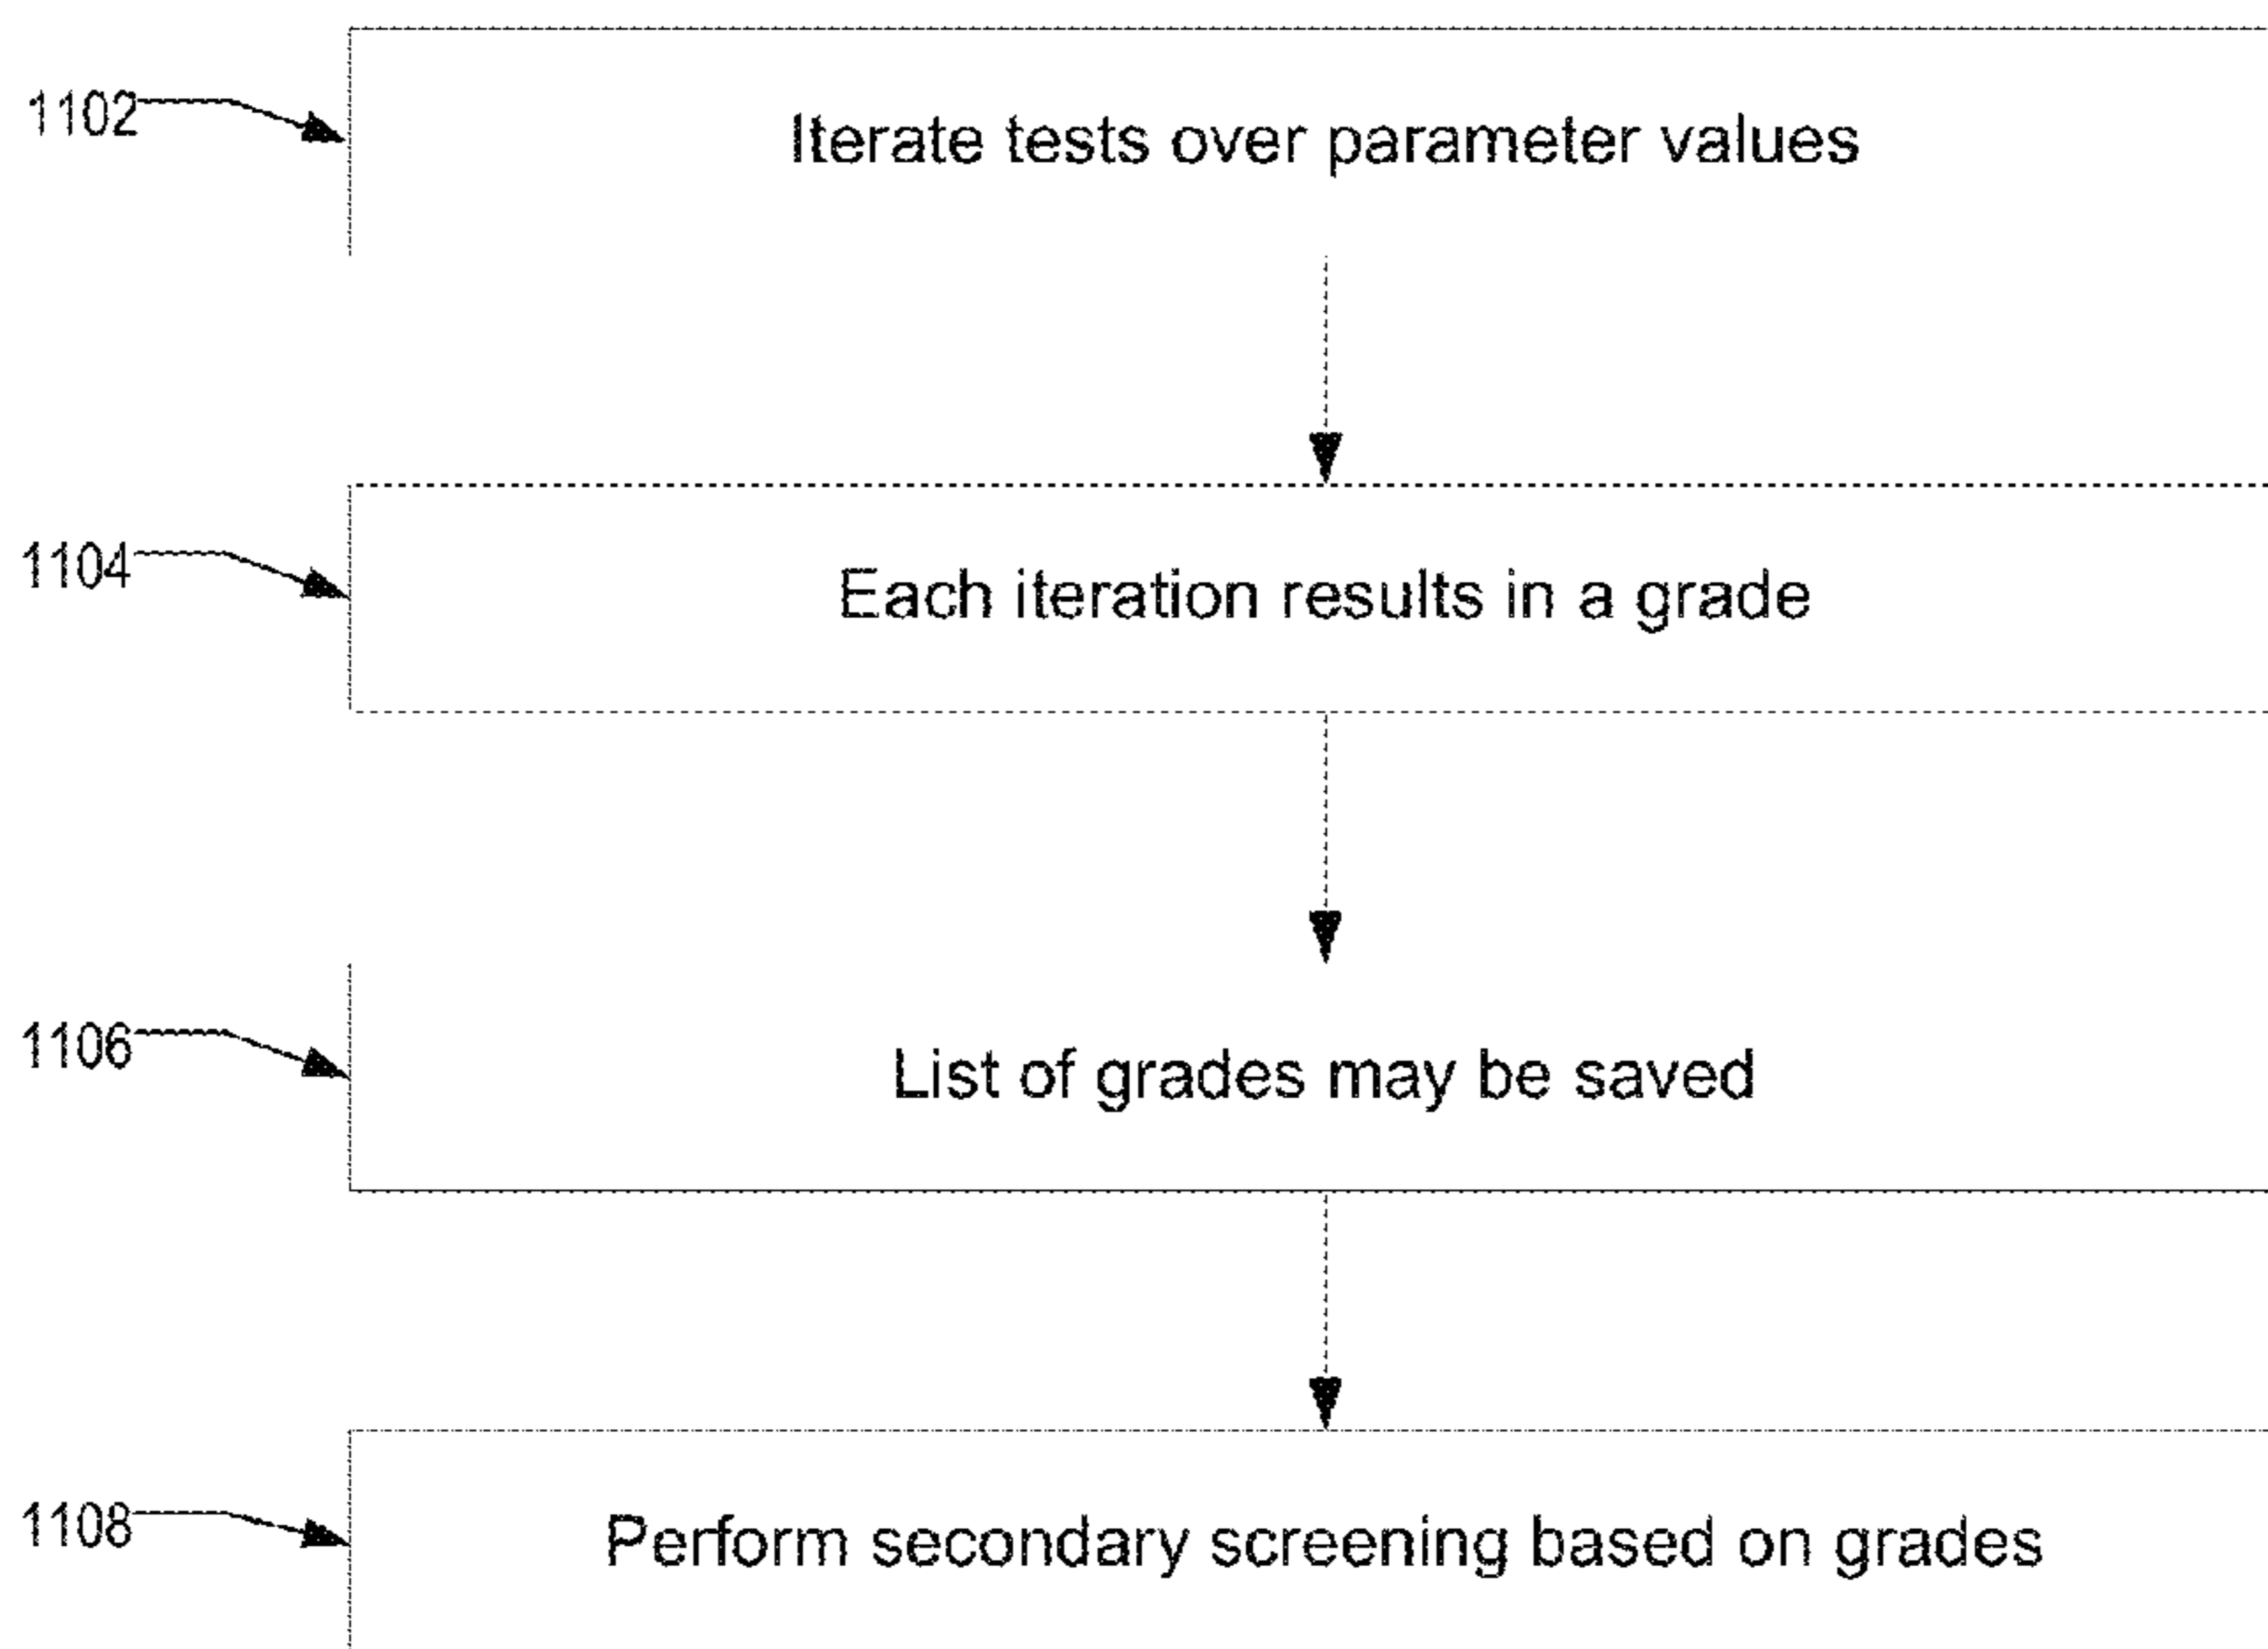 1102
Iterate tests over parameter values
1104
Each iteration results in a grade
1106
List of grades may be saved
1108
Perform secondary screening based on grades